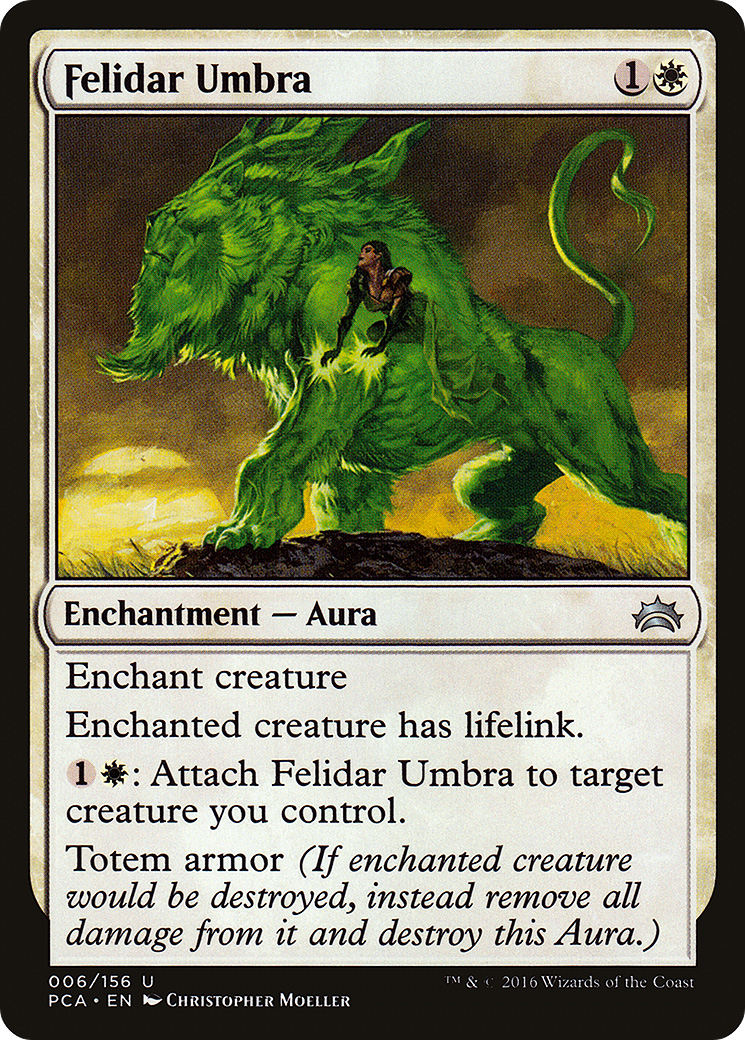 Felidar Umbra 1
Enchantment — Aura
Enchant creature
Enchanted creature has lifelink.
1: Attach Felidar Umbra to target
creature you control.
Totem armor (If enchanted creature
would be destroyed, instead remove all
damage from it and destroy this Aura.)
006/156 U
™ & © 2016 Wizards of the Coast
PCA • EN Christopher Moeller